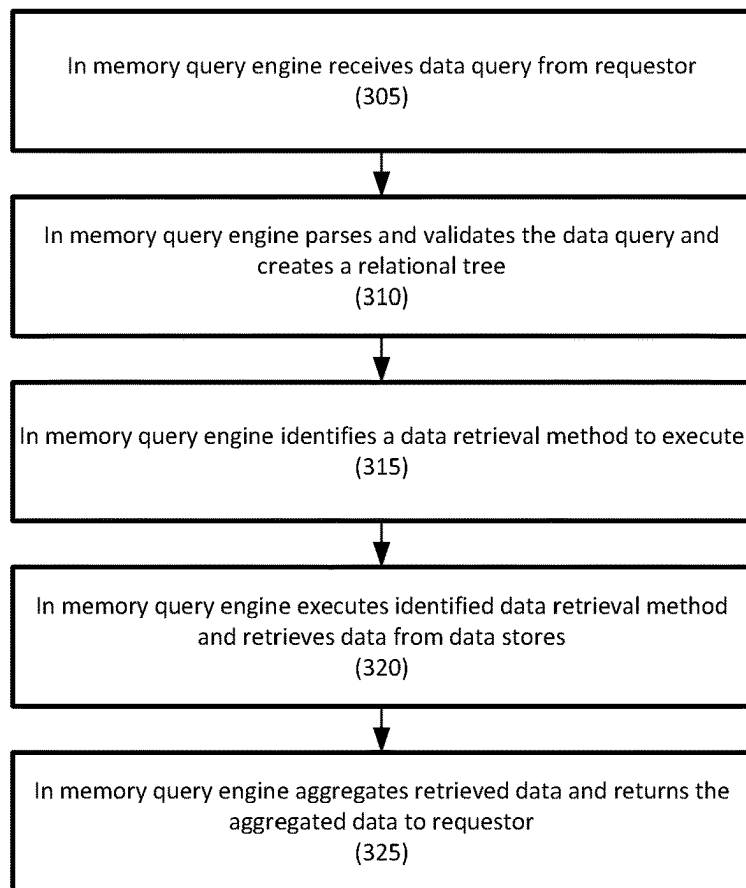 In memory query engine receives data query from requestor
(305)
In memory query engine parses and validates the data query and
creates a relational tree
(310)
In memory query engine identifies a data retrieval method to execute
(315)
In memory query engine executes identified data retrieval method
and retrieves data from data stores
(320)
In memory query engine aggregates retrieved data and returns the
aggregated data to requestor
(325)